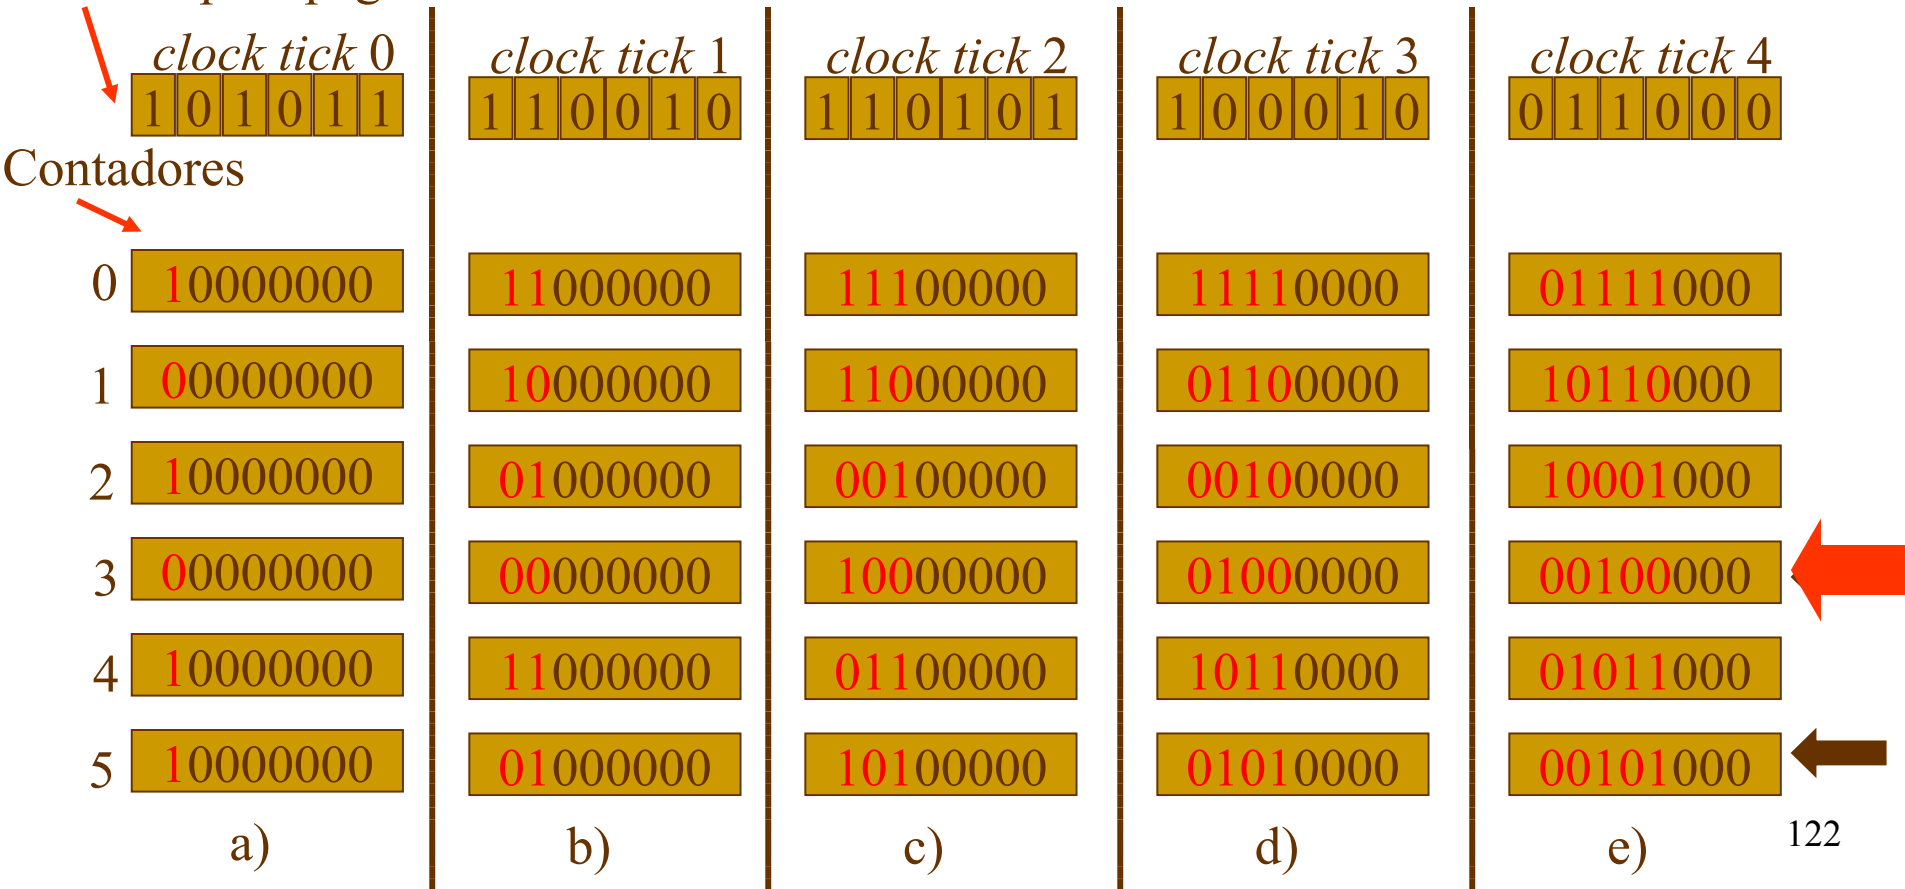 clock tick 0 clock tick 1 clock tick 2 clock tick 3 clock tick 4
1 0 1 0 1 1 1 1 0 0 1 0 1 1 0 1 0 1 1 0 0 0 1 0 0 1 1 0 0 0
Contadores
0 10000000 11000000 11100000 11110000 01111000
1 00000000 10000000 11000000 01100000 10110000
2 10000000 01000000 00100000 00100000 10001000
3 00000000 00000000 10000000 01000000 00100000
4 10000000 11000000 01100000 10110000 01011000
5 10000000 01000000 10100000 01010000 00101000
a) b) c) d) e)
122